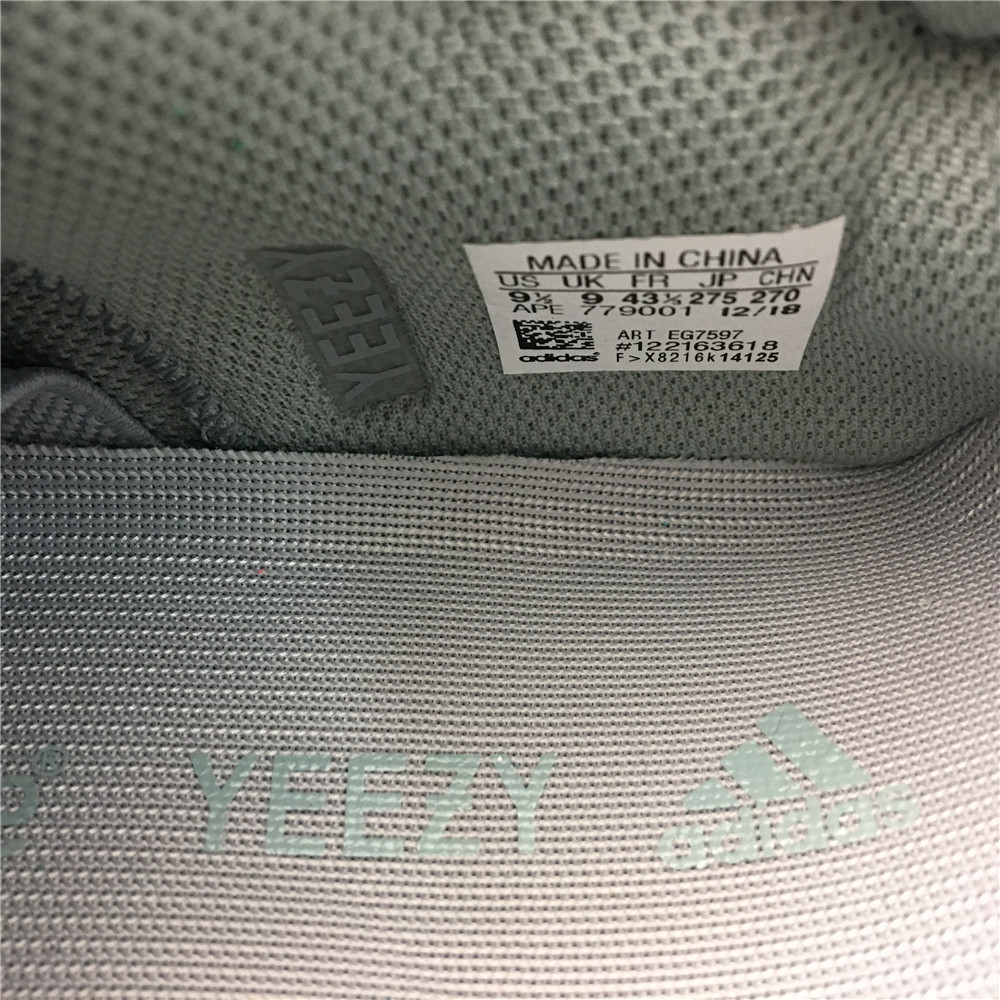 YEEZY
MADE IN CHINA
US UK FR JP CHN
9½ 9 43⅓ 275 270
APE 779001 12/18
ART EG7597
#122163618
adidas F>X8216k14125
® YEEZY adidas